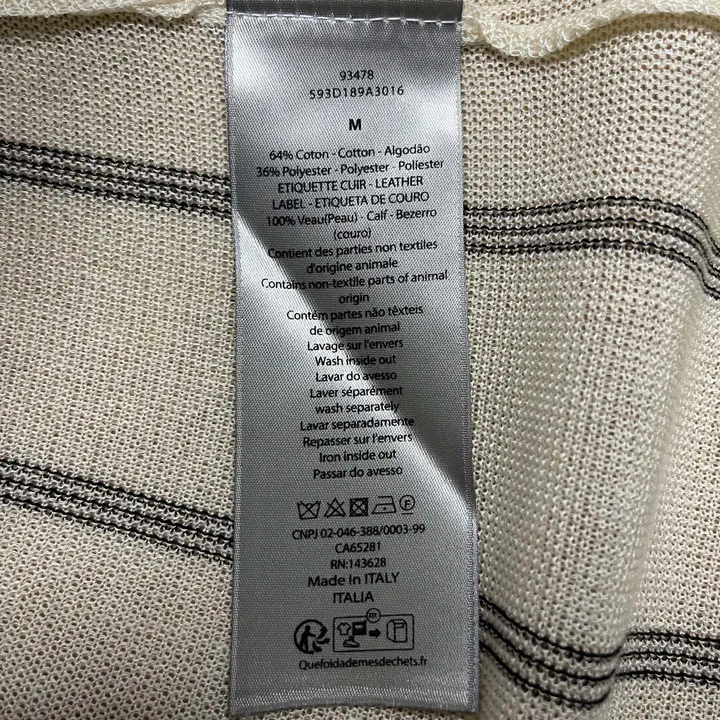 93478
593D189A3016
M
64% Coton - Cotton - Algodão
36% Polyester - Polyester - Poliester
ETIQUETTE CUIR - LEATHER
LABEL - ETIQUETA DE COURO
100% Veau(Peau) - Calf - Bezerro
(couro)
Contient des parties non textiles
d'origine animale
Contains non-textile parts of animal
origin
Contém partes não têxteis
de origem animal
Lavage sur l'envers
Wash inside out
Lavar do avesso
Laver séparément
wash separately
Lavar separadamente
Repasser sur l'envers
Iron inside out
Passar do avesso
F
CNPJ 02-046-388/0003-99
CA65281
RN:143628
Made In ITALY
ITALIA
m
Quefoidademesdechets.fr